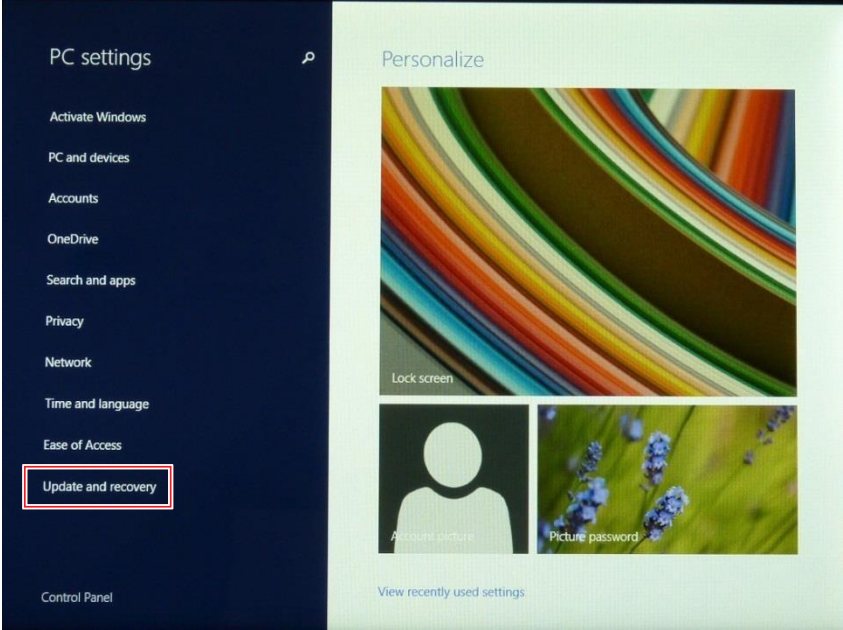 PC settings
Activate Windows
PC and devices
Accounts
OneDrive
Search and apps
Privacy
Network
Time and language
Ease of Access
Update and recovery
Control Panel
Personalize
Lock screen
Account picture
Picture password
View recently used settings